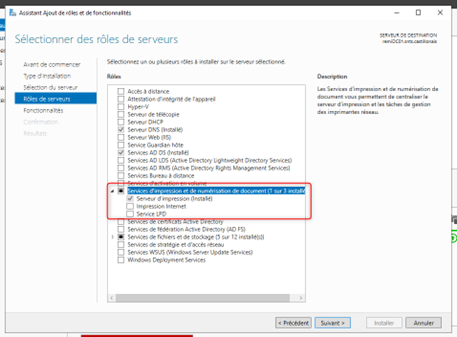 Assistant Ajout de rôles et de fonctionnalités
Sélectionner des rôles de serveurs
SERVEUR DE DESTINATION
Avant de commencer
Type d'installation
Sélection du serveur
Rôles de serveurs
Fonctionnalités
Confirmation
Résultats
Sélectionnez un ou plusieurs rôles à installer sur le serveur sélectionné.
Rôles
Accès à distance
Attestation d'intégrité de l'appareil
Hyper-V
Serveur de télécopie
Serveur DHCP
Serveur DNS (Installé)
Serveur Web (IIS)
Service Guardian hôte
Services AD DS (Installé)
Services AD LDS (Active Directory Lightweight Directory Services)
Services AD RMS (Active Directory Rights Management Services)
Services Bureau à distance
Services d'activation en volume
Services d'impression et de numérisation de document (1 sur 3 installé
Serveur d'impression (Installé)
Impression Internet
Service LPD
Services de certificats Active Directory
Services de fédération Active Directory (AD FS)
Services de fichiers et de stockage (5 sur 12 installé(s))
Services de stratégie et d'accès réseau
Services WSUS (Windows Server Update Services)
Windows Deployment Services
Description
Les Services d'impression et de numérisation de
document vous permettent de centraliser le
serveur d'impression et les tâches de gestion
des imprimantes réseau.
< Précédent
Suivant >
Installer
Annuler